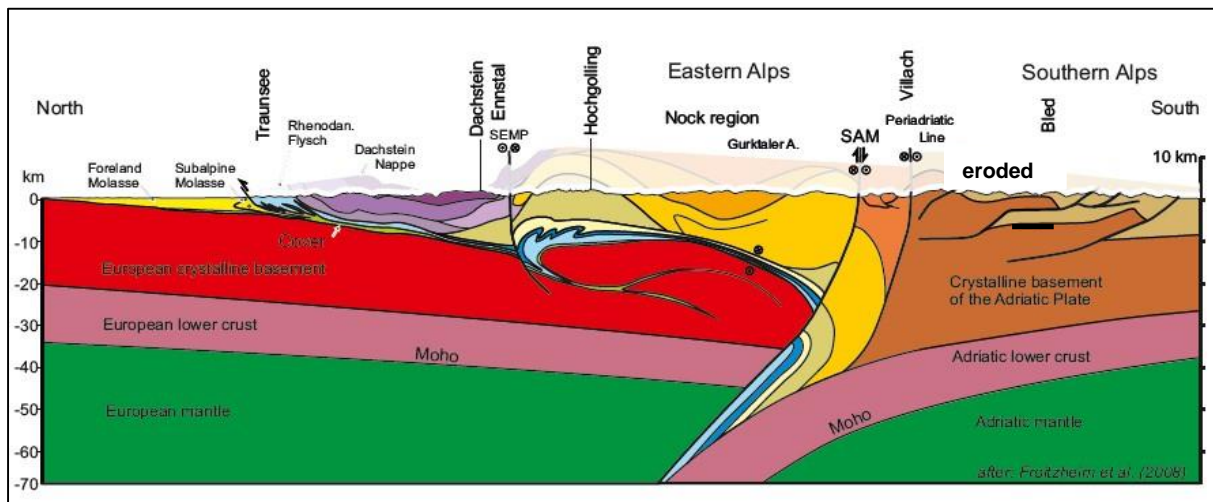 Eastern Alps
Southern Alps
North
South
Traunsee
Rhenodan.
Flysch
Dachstein
Nappe
Dachstein
Ennstal
SEMP
Hochgolling
Nock region
Gurktaler A.
SAM
Villach
Periadriatic
Line
Bled
eroded
10 km
Foreland
Molasse
Subalpine
Molasse
km
0
-10
-20
-30
-40
-50
-60
-70
Cover
European crystalline basement
European lower crust
Moho
European mantle
Crystalline basement
of the Adriatic Plate
Adriatic lower crust
Moho
Adriatic mantle
after: Froitzheim et al. (2008)